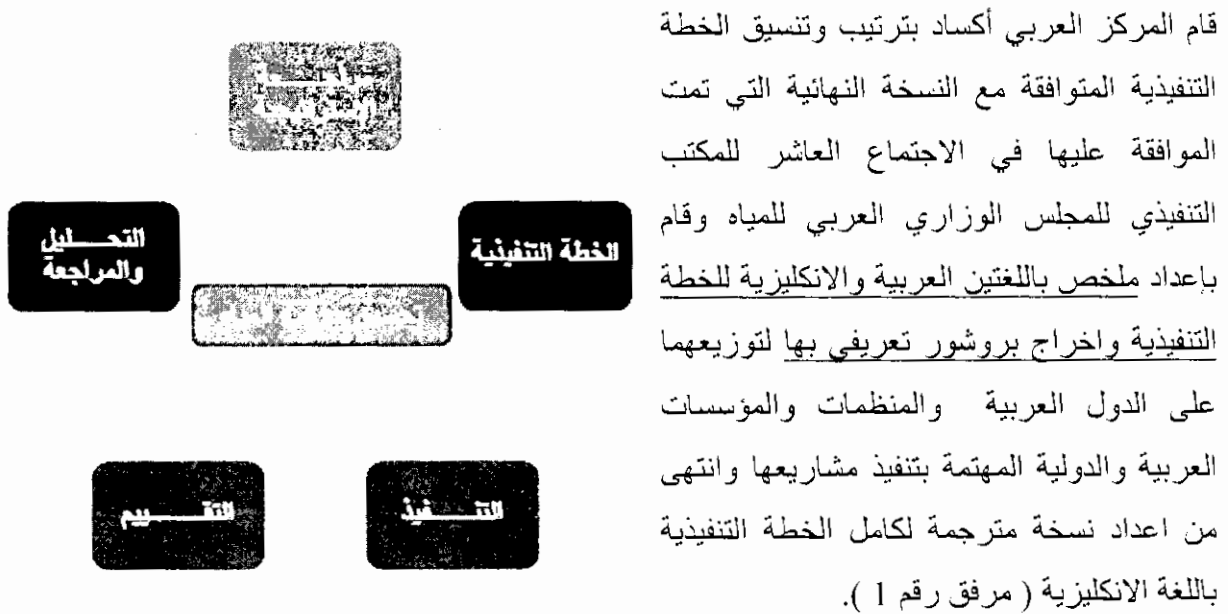 قام المركز العربي أكساد بترتيب وتنسيق الخطة
التنفيذية المتوافقة مع النسخة النهائية التي تمت
الموافقة عليها في الاجتماع العاشر للمكتب
التنفيذي للمجلس الوزاري العربي للمياه وقام
بإعداد ملخص باللغتين العربية والانكليزية للخطة
التنفيذية واخراج بروشور تعريفي بها لتوزيعهما
على الدول العربية والمنظمات والمؤسسات
العربية والدولية المهتمة بتنفيذ مشاريعها وانتهى
من اعداد نسخة مترجمة لكامل الخطة التنفيذية
باللغة الانكليزية ( مرفق رقم 1 ).
الخطة التنفيذية
التنـــــفيذ
التقـــــــييم
التحـــــليل
والمراجعة